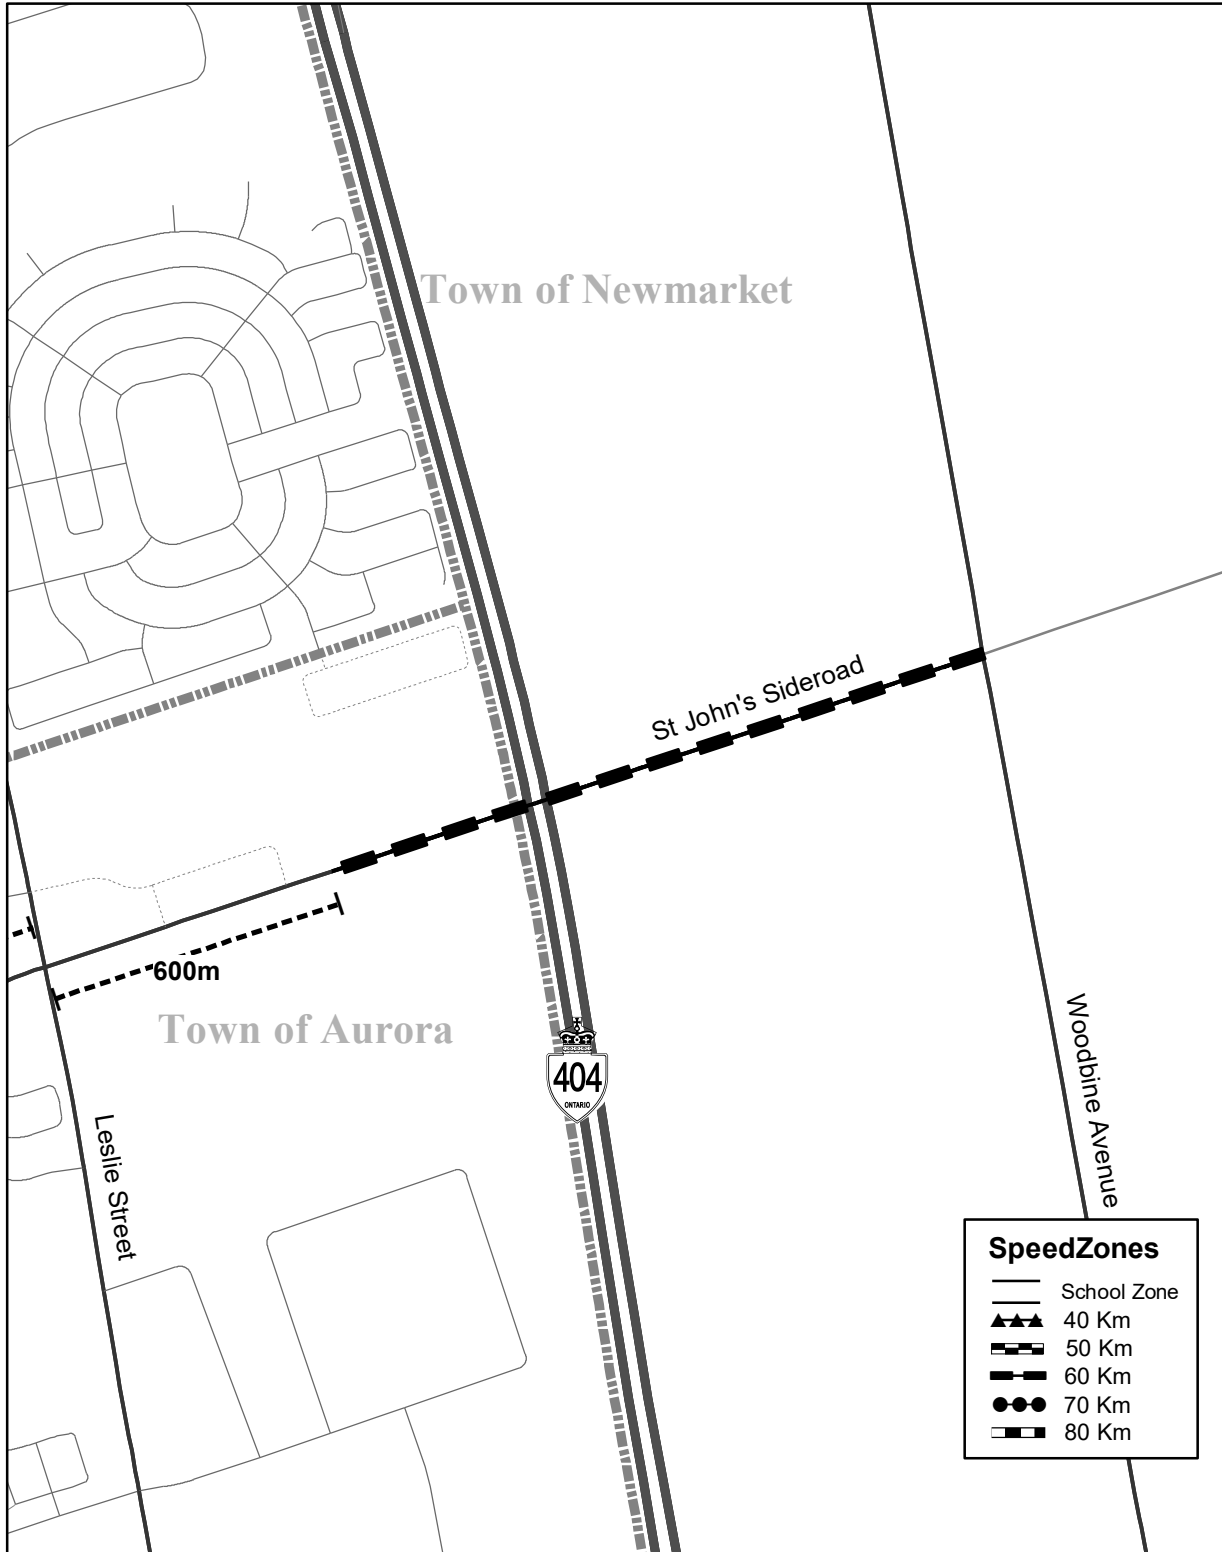 Town of Newmarket
St John's Sideroad
600m
Town of Aurora
404
ONTARIO
Woodbine Avenue
Leslie Street
SpeedZones
School Zone
40 Km
50 Km
60 Km
70 Km
80 Km